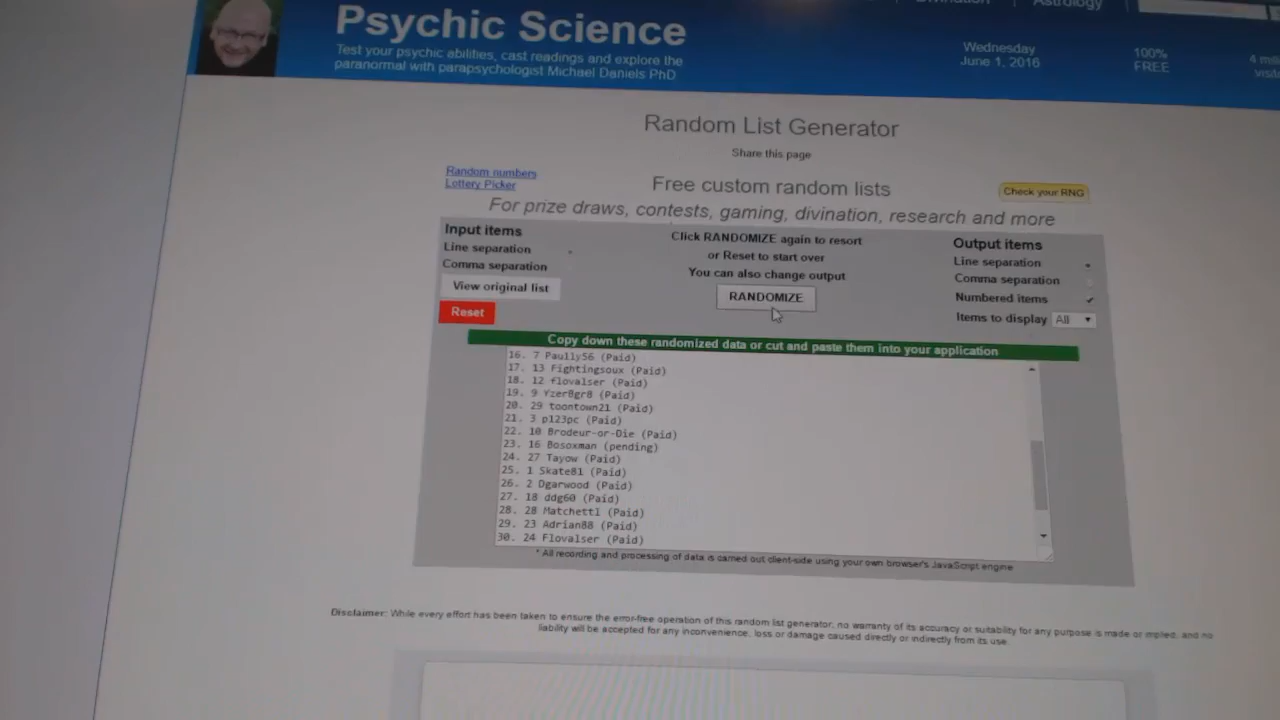 Astrology
Psychic Science
Test your psychic abilities, cast readings and explore the
paranormal with parapsychologist Michael Daniels PhD
Wednesday
June 1, 2016
100%
FREE
Random List Generator
Share this page
Random numbers
Lottery Picker
Free custom random lists
Check your RNG
For prize draws, contests, gaming, divination, research and more
Input items
Line separation
Comma separation
View original list
Reset
Click RANDOMIZE again to resort
or Reset to start over
You can also change output
RANDOMIZE
Output items
Line separation
Comma separation
Numbered items
Items to display All
Copy down these randomized data or cut and paste them into your application
16. 7 Paully56 (Paid)
17. 13 Fightingsoux (Paid)
18. 12 flovalser (Paid)
19. 9 Yzer8gr8 (Paid)
20. 29 toontown21 (Paid)
21. 3 p123pc (Paid)
22. 10 Brodeur-or-Die (Paid)
23. 16 Bosoxman (pending)
24. 27 Tayow (Paid)
25. 1 Skate81 (Paid)
26. 2 Dgarwood (Paid)
27. 18 ddg60 (Paid)
28. 28 Matchett1 (Paid)
29. 23 Adrian88 (Paid)
30. 24 Flovalser (Paid)
* All recording and processing of data is carried out client-side using your own browser's JavaScript engine
Disclaimer: While every effort has been taken to ensure the error-free operation of this random list generator, no warranty of its accuracy or suitability for any purpose is made or implied, and no
liability will be accepted for any inconvenience, loss or damage caused directly or indirectly from its use.